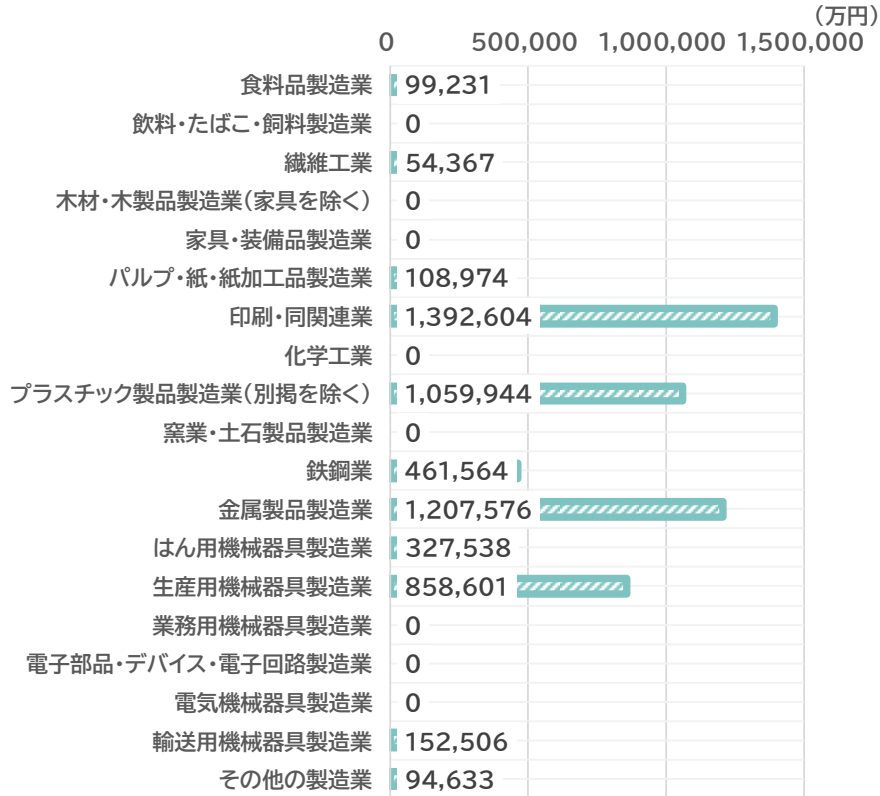 （万円）
0 500,000 1,000,000 1,500,000
食料品製造業 99,231
飲料・たばこ・飼料製造業 0
繊維工業 54,367
木材・木製品製造業（家具を除く） 0
家具・装備品製造業 0
パルプ・紙・紙加工品製造業 108,974
印刷・同関連業 1,392,604
化学工業 0
プラスチック製品製造業（別掲を除く） 1,059,944
窯業・土石製品製造業 0
鉄鋼業 461,564
金属製品製造業 1,207,576
はん用機械器具製造業 327,538
生産用機械器具製造業 858,601
業務用機械器具製造業 0
電子部品・デバイス・電子回路製造業 0
電気機械器具製造業 0
輸送用機械器具製造業 152,506
その他の製造業 94,633